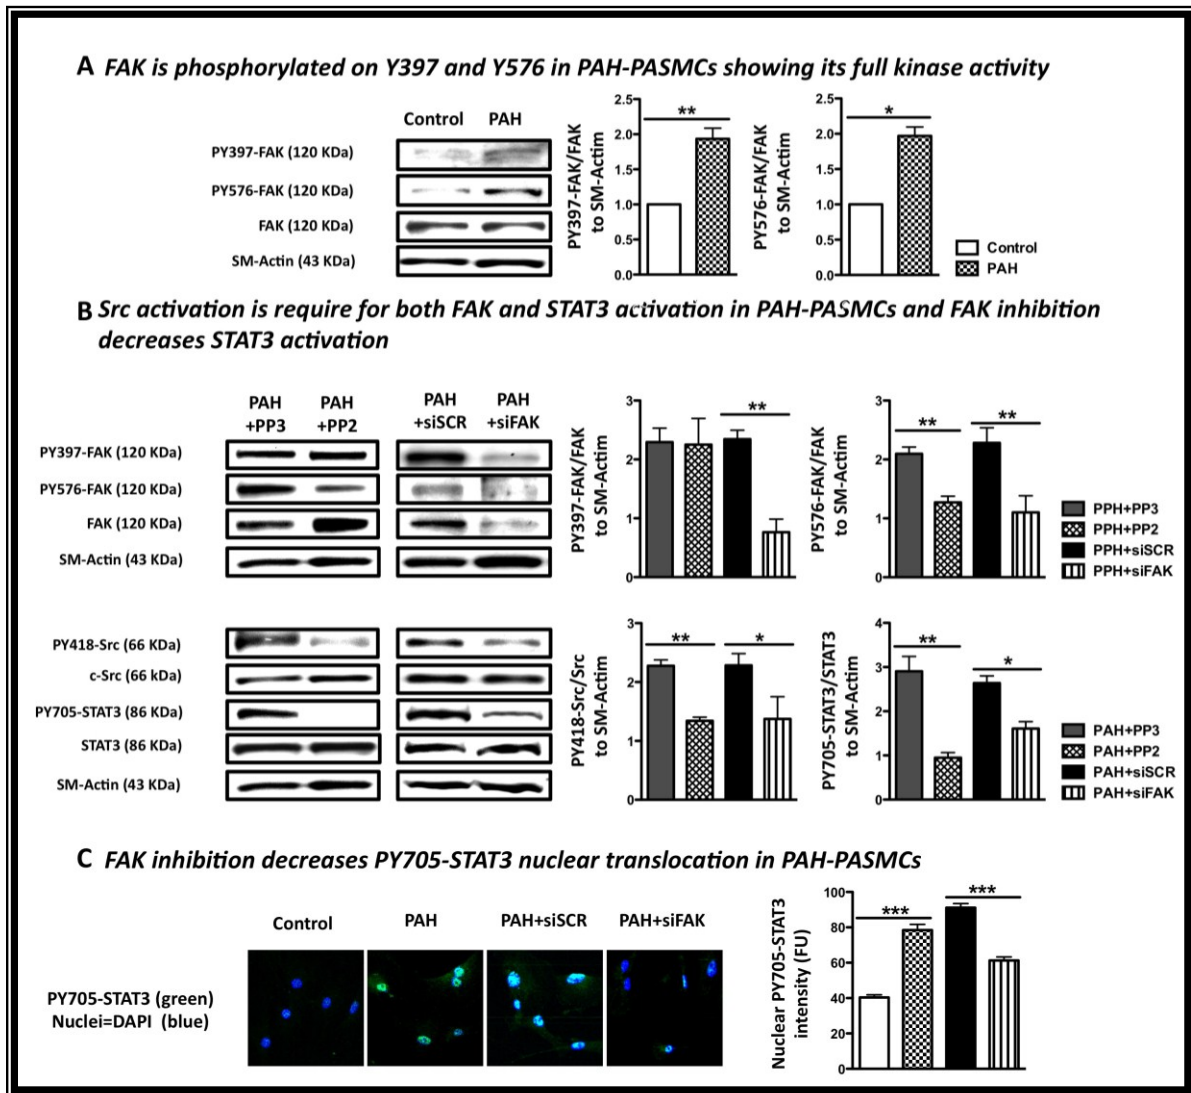 A FAK is phosphorylated on Y397 and Y576 in PAH-PASMCs showing its full kinase activity
Control PAH
PY397-FAK (120 KDa)
PY576-FAK (120 KDa)
FAK (120 KDa)
SM-Actin (43 KDa)
PY397-FAK/FAK
to SM-Actim
2.5
2.0
1.5
1.0
0.5
0.0
**
PY576-FAK/FAK
to SM-Actim
2.5
2.0
1.5
1.0
0.5
0.0
*
Control
PAH
B Src activation is require for both FAK and STAT3 activation in PAH-PASMCs and FAK inhibition
decreases STAT3 activation
PAH PAH PAH PAH
+PP3 +PP2 +siSCR +siFAK
PY397-FAK (120 KDa)
PY576-FAK (120 KDa)
FAK (120 KDa)
SM-Actin (43 KDa)
PY397-FAK/FAK
to SM-Actim
3
2
1
0
**
PY576-FAK/FAK
to SM-Actim
3
2
1
0
** **
PPH+PP3
PPH+PP2
PPH+siSCR
PPH+siFAK
PY418-Src (66 KDa)
c-Src (66 kDa)
PY705-STAT3 (86 KDa)
STAT3 (86 KDa)
SM-Actin (43 KDa)
PY418-Src/Src
to SM-Actim
3
2
1
0
** *
PY705-STAT3/STAT3
to SM-Actim
4
3
2
1
0
** *
PAH+PP3
PAH+PP2
PAH+siSCR
PAH+siFAK
C FAK inhibition decreases PY705-STAT3 nuclear translocation in PAH-PASMCs
Control PAH PAH+siSCR PAH+siFAK
PY705-STAT3 (green)
Nuclei=DAPI (blue)
Nuclear PY705-STAT3
intensity (FU)
100
80
60
40
20
0
*** ***